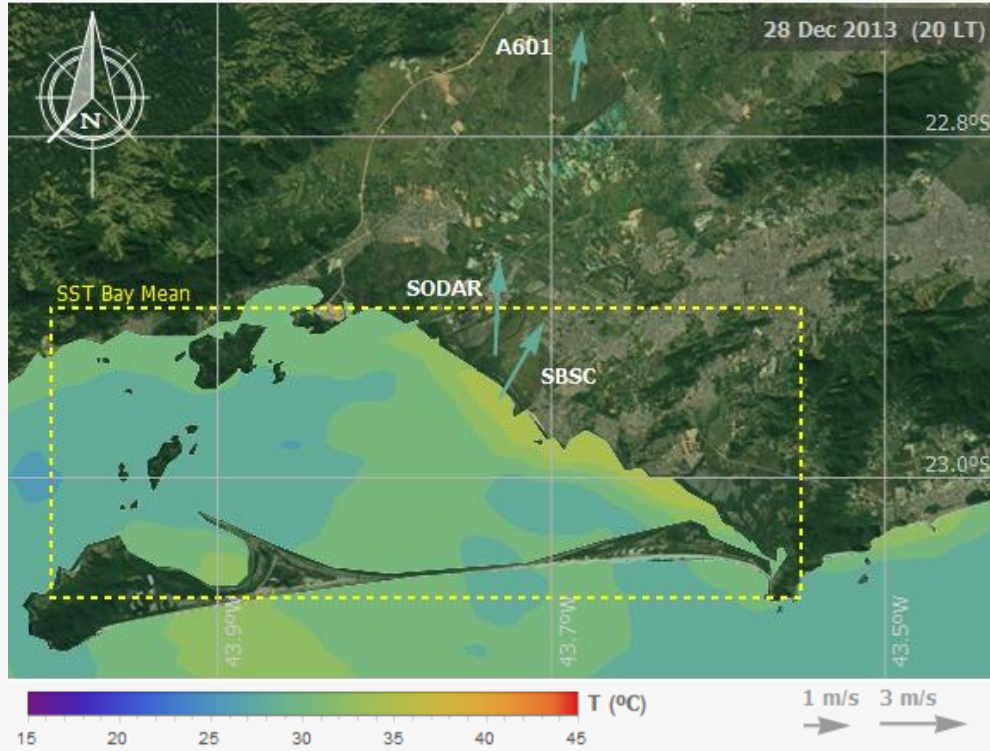 A601
28 Dec 2013 (20 LT)
N
22.8ºS
SST Bay Mean
SODAR
SBSC
23.0ºS
43.9ºW
43.7ºW
43.5ºW
15 20 25 30 35 40 45
T (ºC)
1 m/s 3 m/s